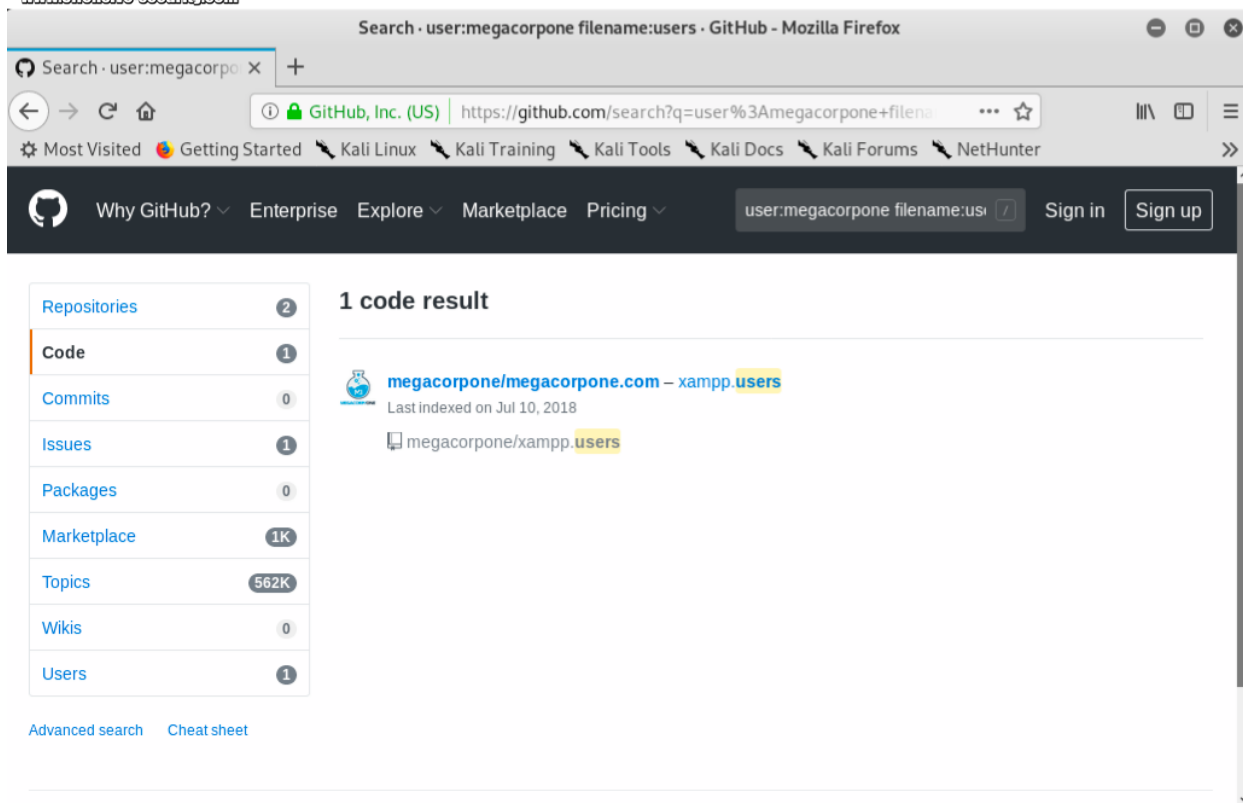 Search · user:megacorpone filename:users · GitHub - Mozilla Firefox
Search · user:megacorpo
GitHub, Inc. (US) https://github.com/search?q=user%3Amegacorpone+filena
Most Visited Getting Started Kali Linux Kali Training Kali Tools Kali Docs Kali Forums NetHunter
Why GitHub? Enterprise Explore Marketplace Pricing user:megacorpone filename:use / Sign in Sign up
Repositories 2
Code 1
Commits 0
Issues 1
Packages 0
Marketplace 1K
Topics 562K
Wikis 0
Users 1
Advanced search Cheat sheet
1 code result
megacorpone/megacorpone.com – xampp.users
Last indexed on Jul 10, 2018
megacorpone/xampp.users